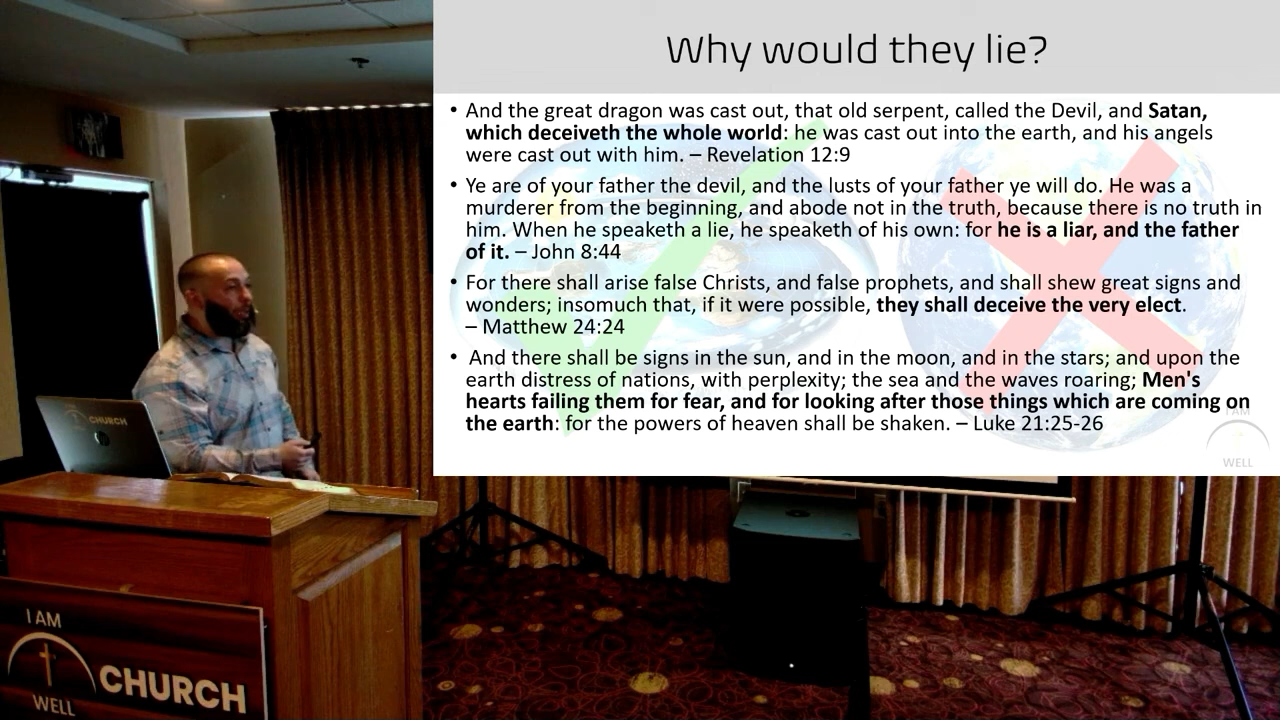 Why would they lie?
• And the great dragon was cast out, that old serpent, called the Devil, and Satan,
which deceiveth the whole world: he was cast out into the earth, and his angels
were cast out with him. – Revelation 12:9
• Ye are of your father the devil, and the lusts of your father ye will do. He was a
murderer from the beginning, and abode not in the truth, because there is no truth in
him. When he speaketh a lie, he speaketh of his own: for he is a liar, and the father
of it. – John 8:44
• For there shall arise false Christs, and false prophets, and shall shew great signs and
wonders; insomuch that, if it were possible, they shall deceive the very elect.
– Matthew 24:24
• And there shall be signs in the sun, and in the moon, and in the stars; and upon the
earth distress of nations, with perplexity; the sea and the waves roaring; Men's
hearts failing them for fear, and for looking after those things which are coming on
the earth: for the powers of heaven shall be shaken. – Luke 21:25-26
I AM
WELL
CHURCH
I AM
WELL
CHURCH